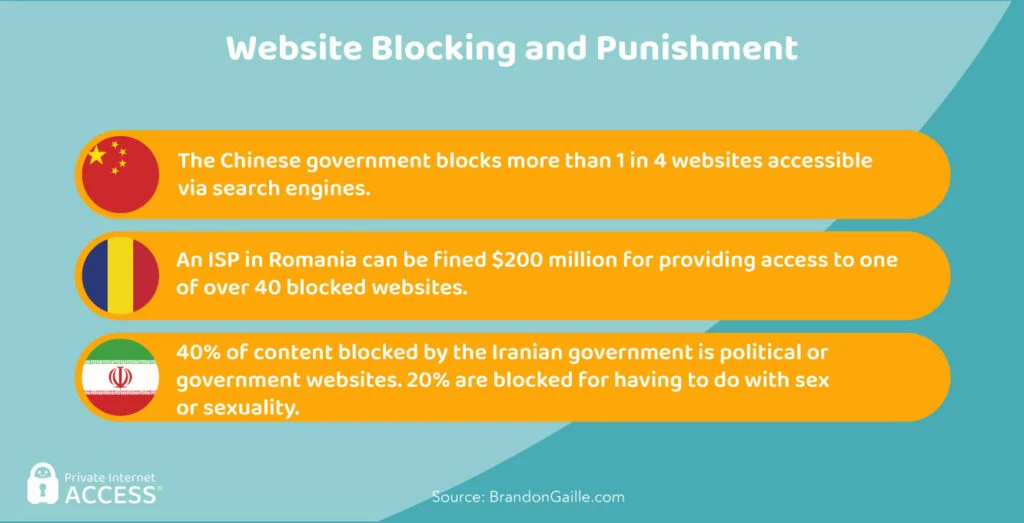 Website Blocking and Punishment
The Chinese government blocks more than 1 in 4 websites accessible
via search engines.
An ISP in Romania can be fined $200 million for providing access to one
of over 40 blocked websites.
40% of content blocked by the Iranian government is political or
government websites. 20% are blocked for having to do with sex
or sexuality.
Private Internet
ACCESS®
Source: BrandonGaille.com